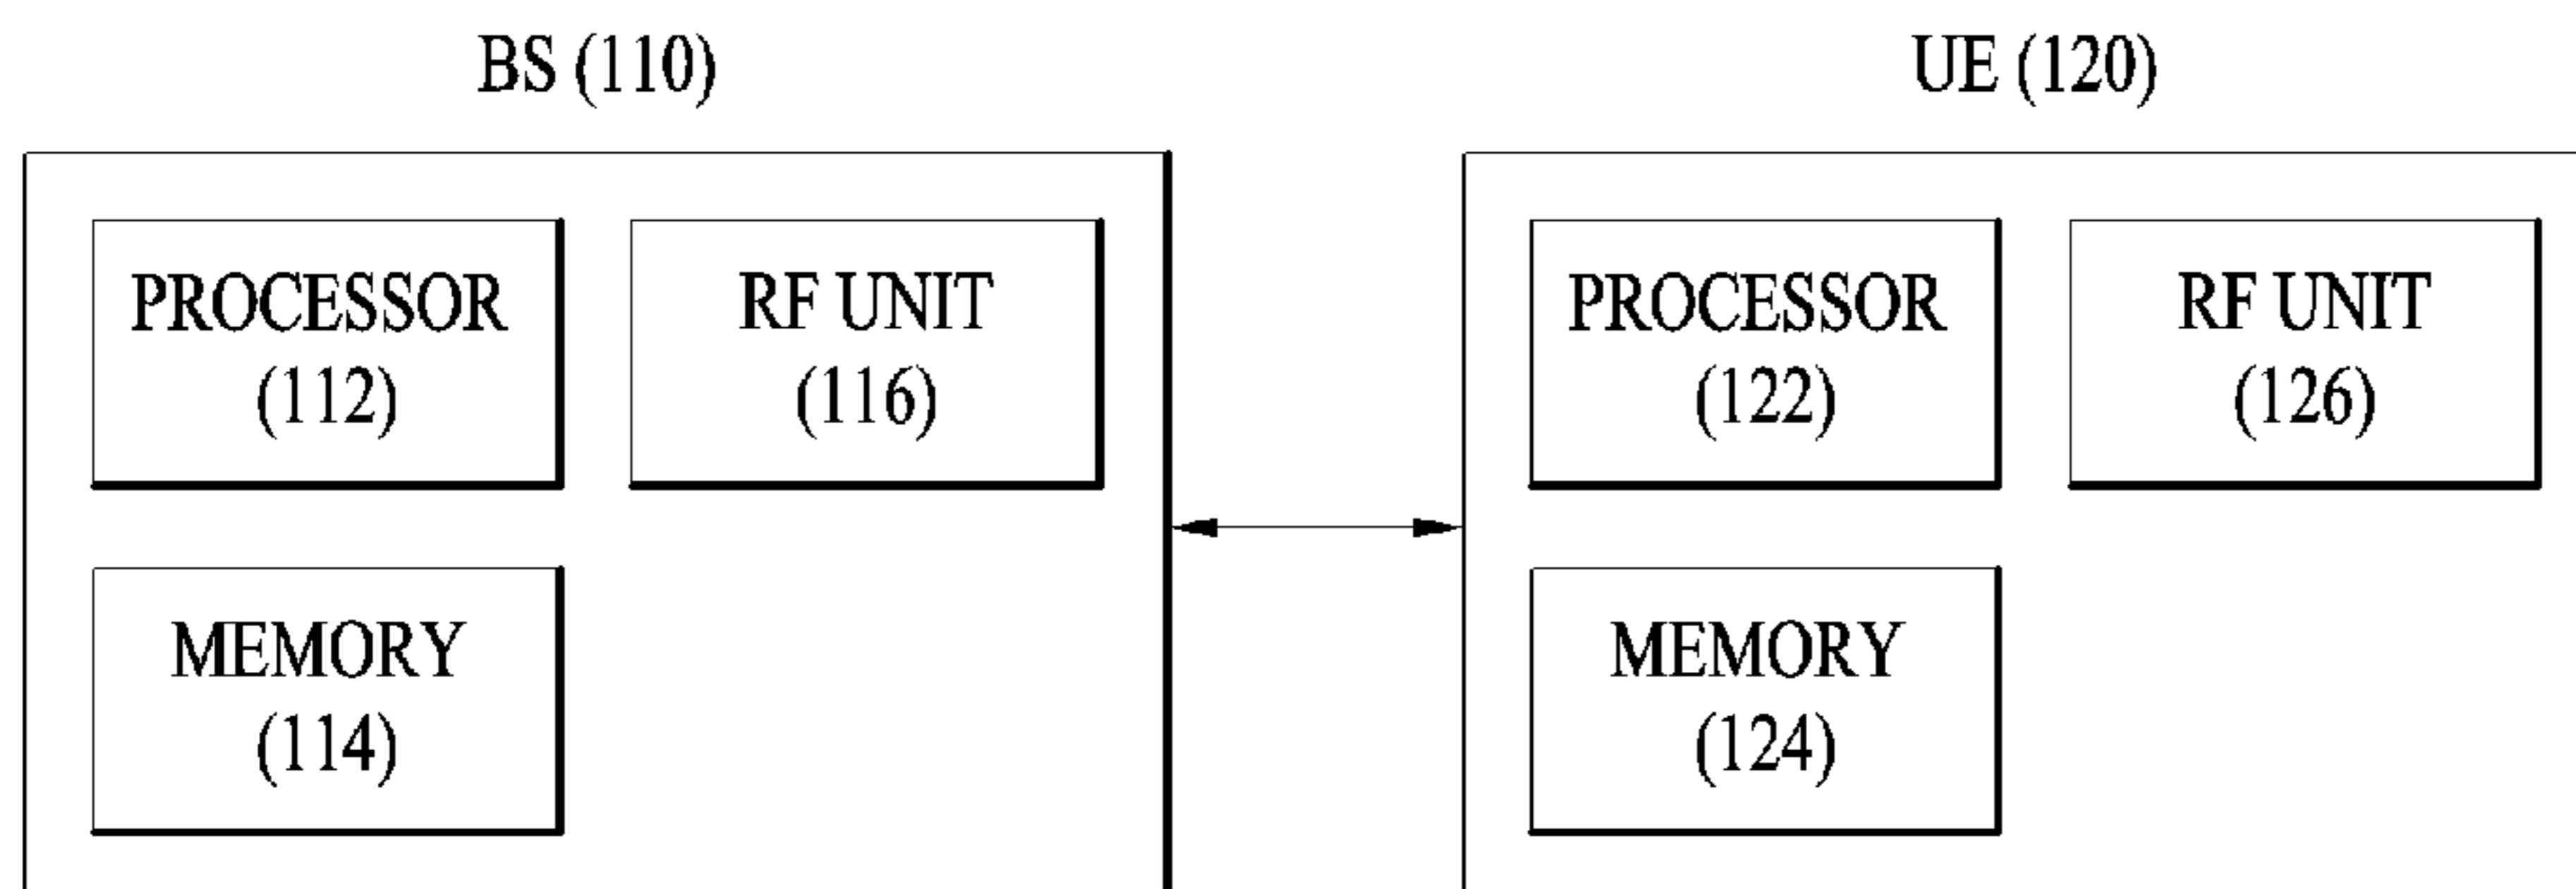 BS (110)
UE (120)
PROCESSOR
(112)
RF UNIT
(116)
MEMORY
(114)
PROCESSOR
(122)
RF UNIT
(126)
MEMORY
(124)